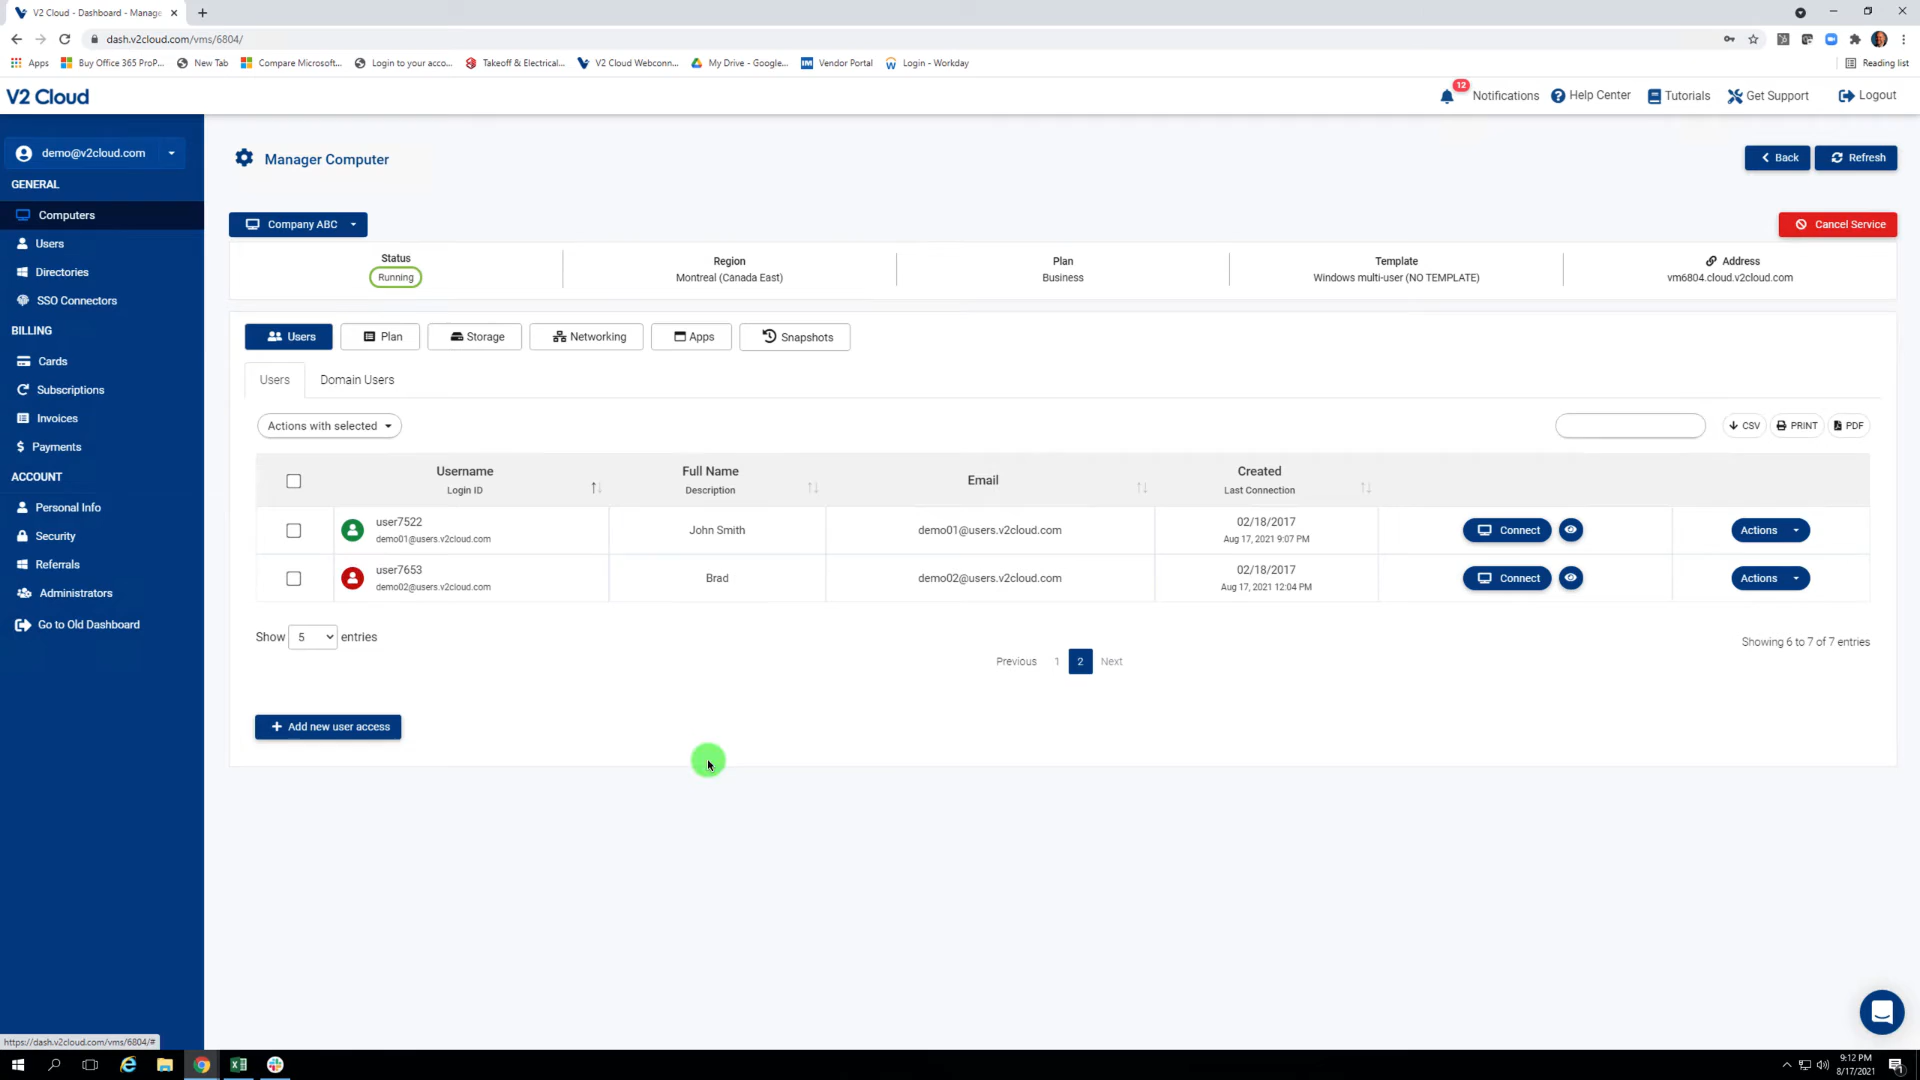 V2 Cloud - Dashboard - Manage
dash.v2cloud.com/vms/6804/
Apps
Buy Office 365 ProP...
New Tab
Compare Microsoft...
Login to your acco...
Takeoff & Electrical...
V2 Cloud Webconn...
My Drive - Google...
Vendor Portal
Login - Workday
Reading list
V2 Cloud
12
Notifications
Help Center
Tutorials
Get Support
Logout
demo@v2cloud.com
GENERAL
Computers
Users
Directories
SSO Connectors
BILLING
Cards
Subscriptions
Invoices
Payments
ACCOUNT
Personal Info
Security
Referrals
Administrators
Go to Old Dashboard
Manager Computer
Back
Refresh
Company ABC
Cancel Service
Status
Running
Region
Montreal (Canada East)
Plan
Business
Template
Windows multi-user (NO TEMPLATE)
Address
vm6804.cloud.v2cloud.com
Users
Plan
Storage
Networking
Apps
Snapshots
Users
Domain Users
Actions with selected
CSV
PRINT
PDF
Username
Login ID
Full Name
Description
Email
Created
Last Connection
user7522
demo01@users.v2cloud.com
John Smith
demo01@users.v2cloud.com
02/18/2017
Aug 17, 2021 9:07 PM
Connect
Actions
user7653
demo02@users.v2cloud.com
Brad
demo02@users.v2cloud.com
02/18/2017
Aug 17, 2021 12:04 PM
Connect
Actions
Show 5 entries
Showing 6 to 7 of 7 entries
Previous 1 2 Next
+ Add new user access
https://dash.v2cloud.com/vms/6804/#
9:12 PM
8/17/2021